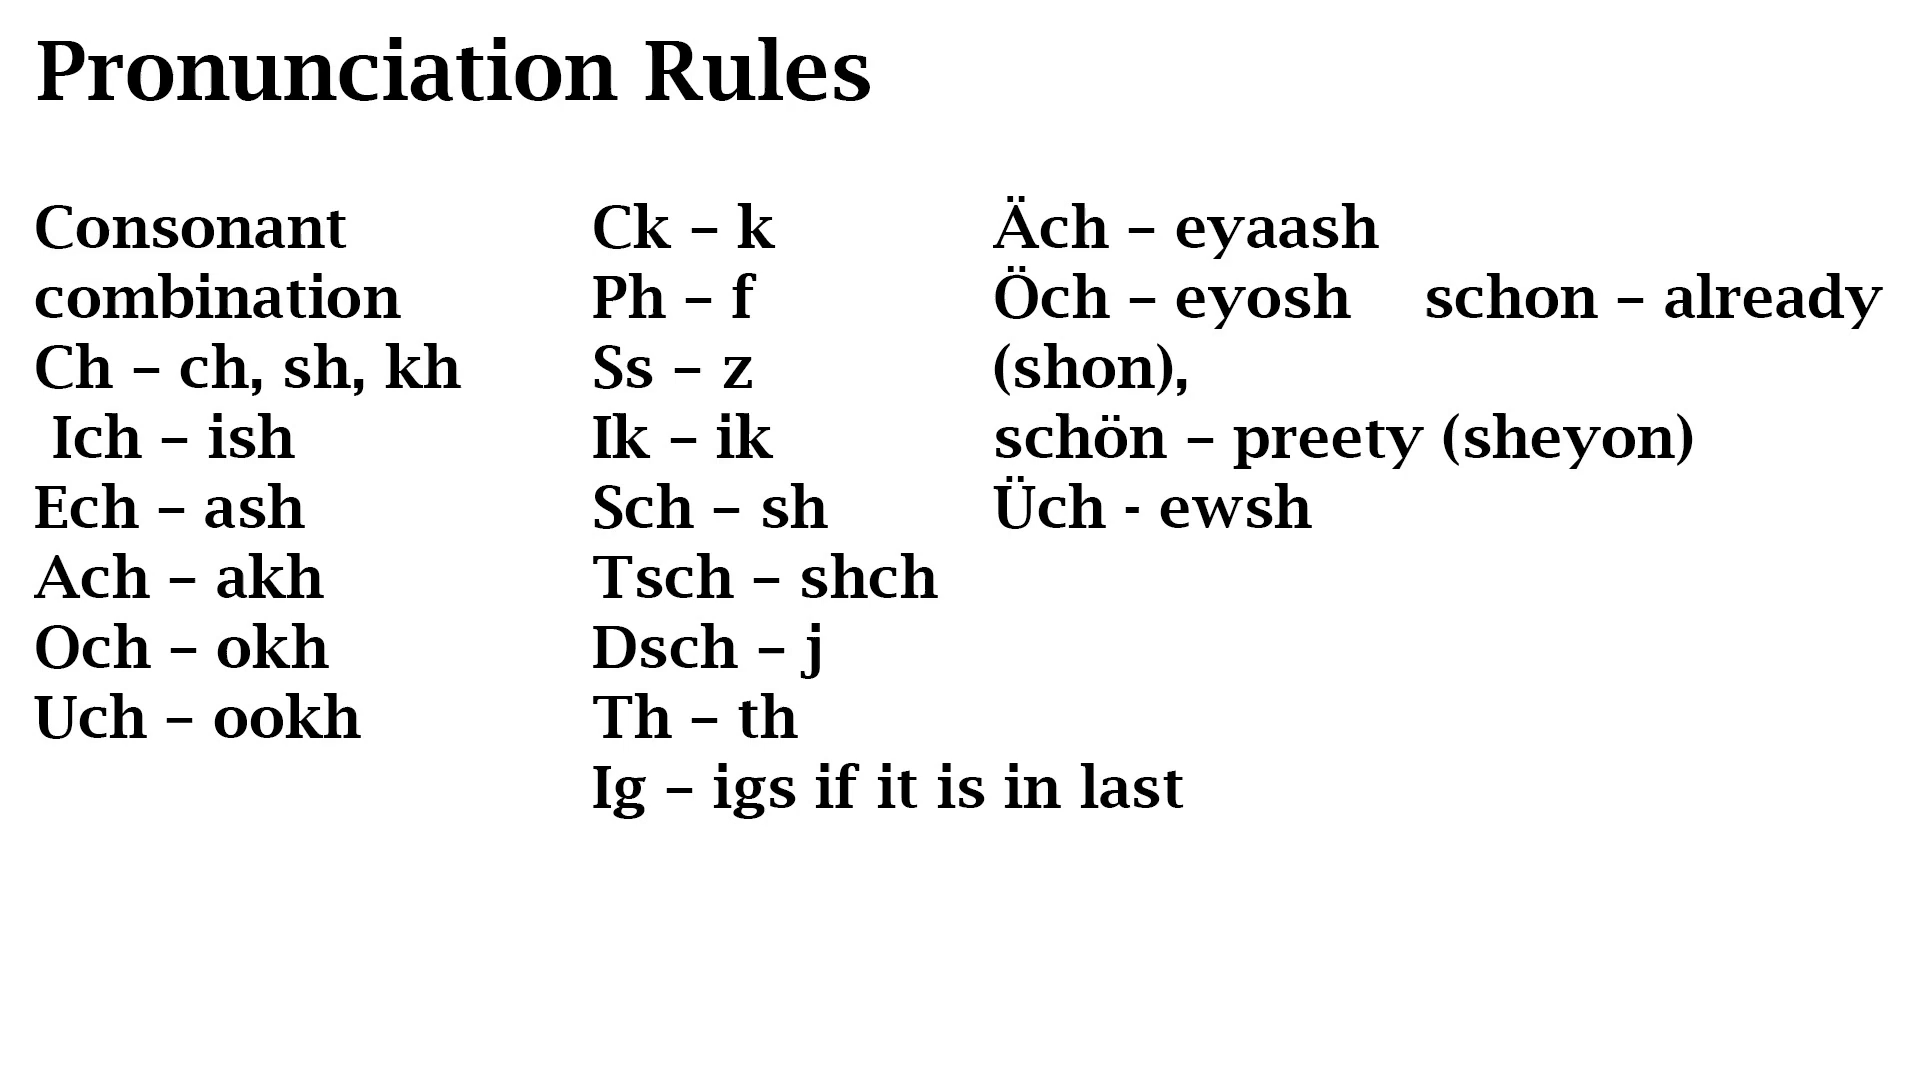 Pronunciation Rules
Consonant
combination
Ch – ch, sh, kh
Ich – ish
Ech – ash
Ach – akh
Och – okh
Uch – ookh
Ck – k
Ph – f
Ss – z
Ik – ik
Sch – sh
Tsch – shch
Dsch – j
Th – th
Ig – igs if it is in last
Äch – eyaash
Öch – eyosh schon – already
(shon),
schön – preety (sheyon)
Üch - ewsh